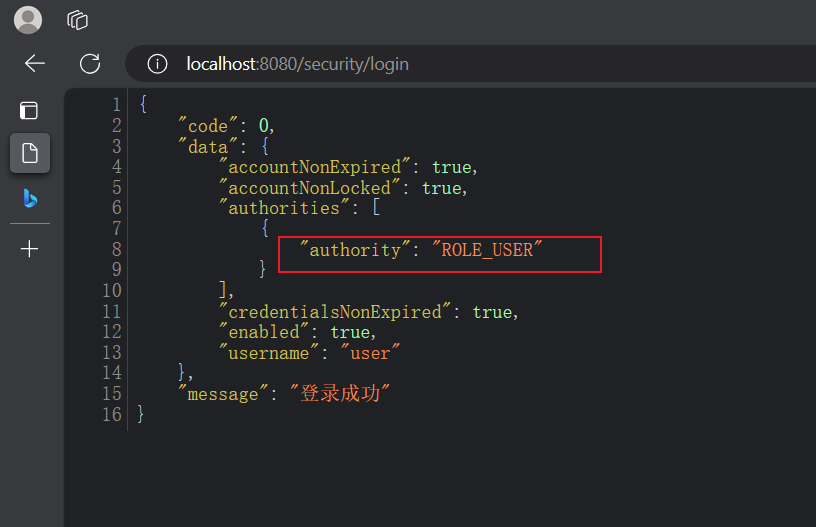 localhost:8080/security/login
1 {
2     "code": 0,
3     "data": {
4         "accountNonExpired": true,
5         "accountNonLocked": true,
6         "authorities": [
7             {
8                 "authority": "ROLE_USER"
9             }
10         ],
11         "credentialsNonExpired": true,
12         "enabled": true,
13         "username": "user"
14     },
15     "message": "登录成功"
16 }